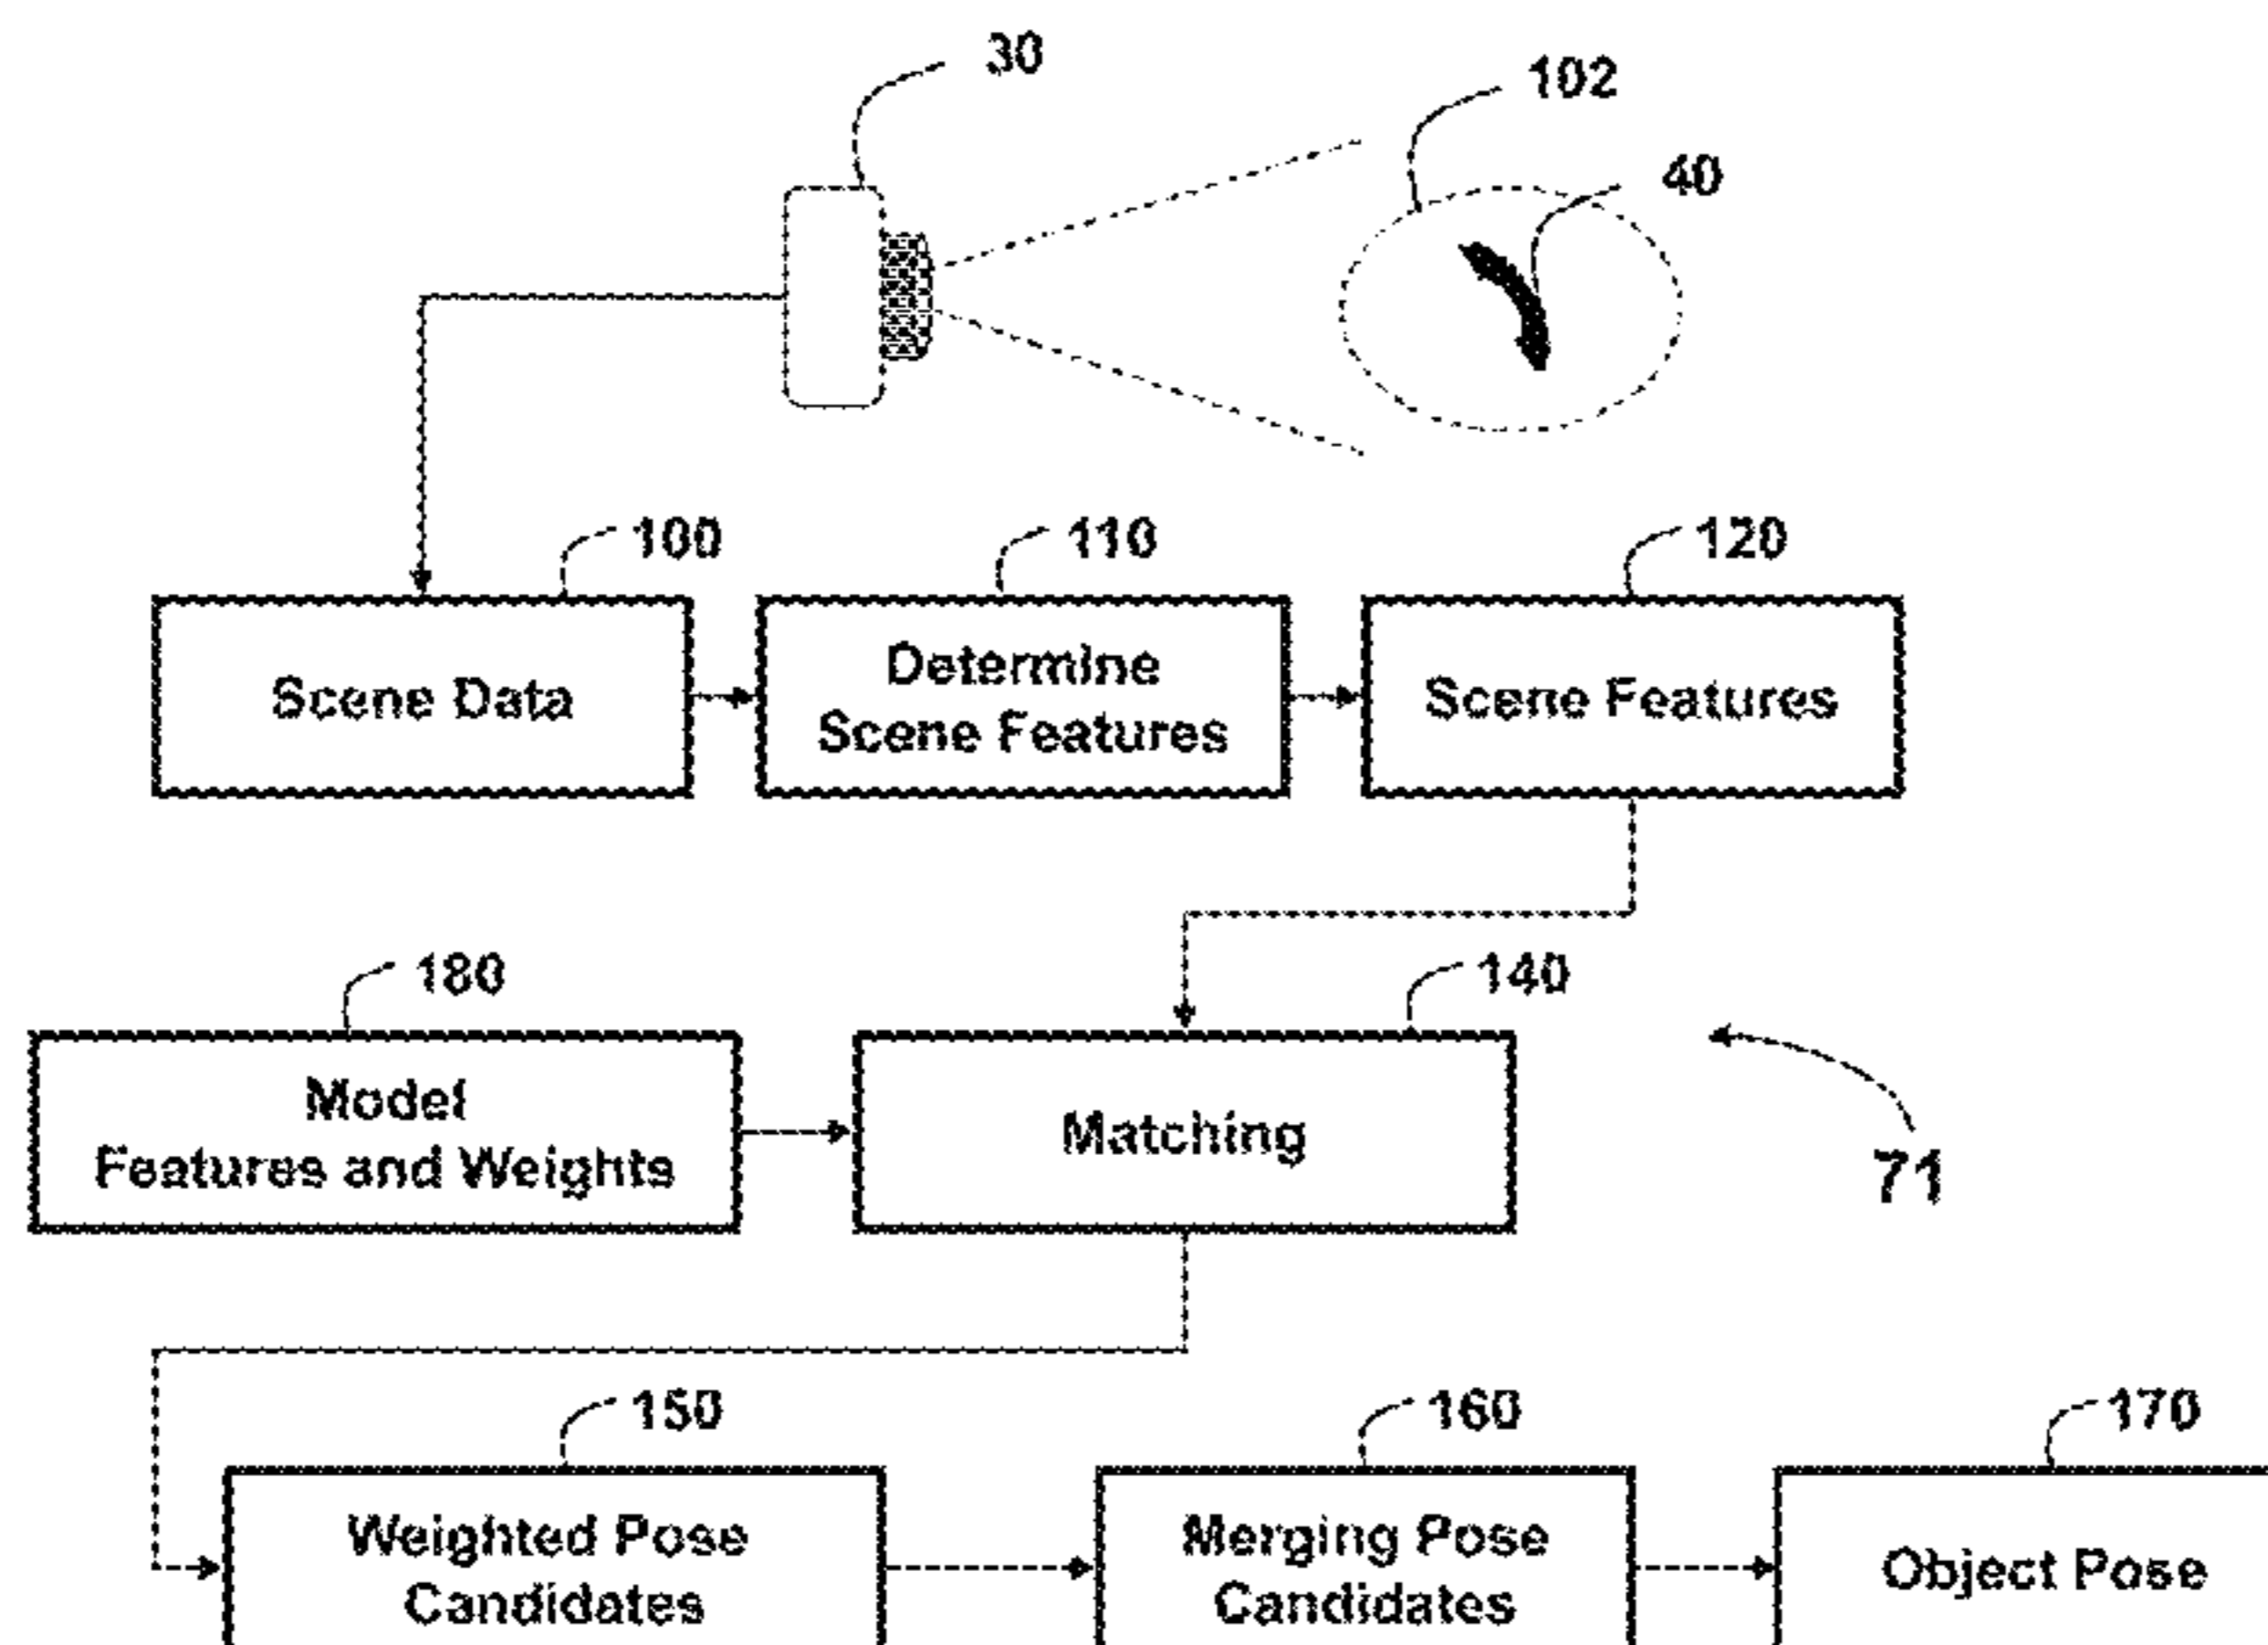 30
102
40
100
110
120
Scene Data
Determine
Scene Features
Scene Features
180
140
Model
Features and Weights
Matching
71
150
160
170
Weighted Pose
Candidates
Merging Pose
Candidates
Object Pose